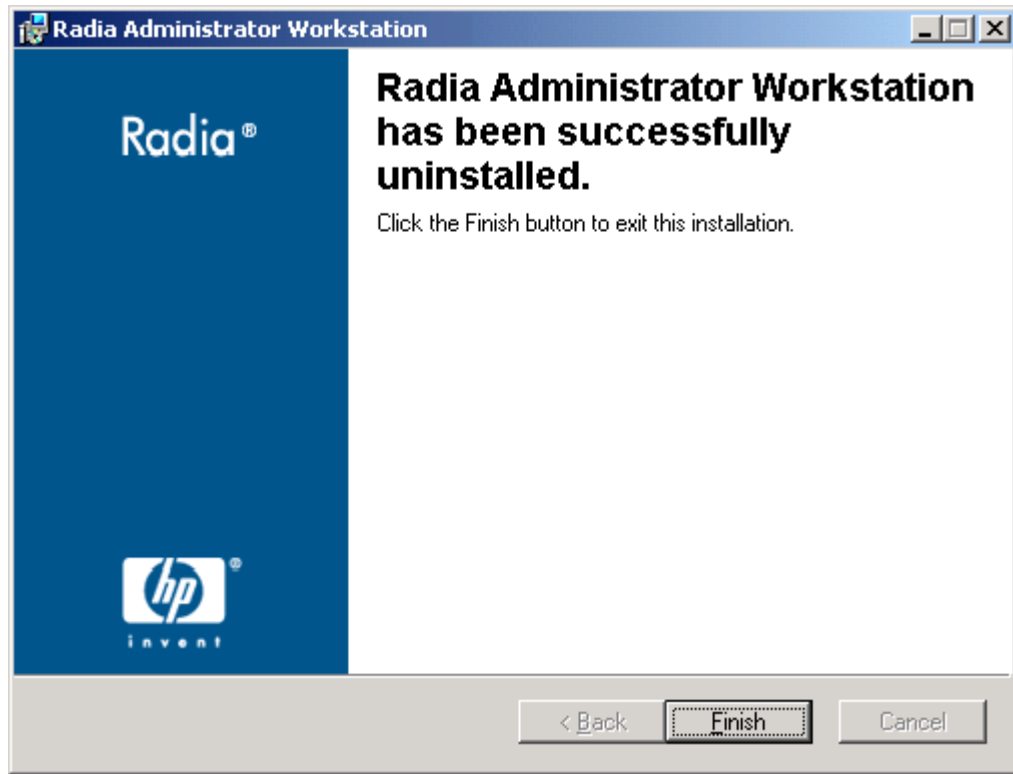 Radia Administrator Workstation
Radia®
Radia Administrator Workstation
has been successfully
uninstalled.
Click the Finish button to exit this installation.
hp®
invent
< Back
Finish
Cancel